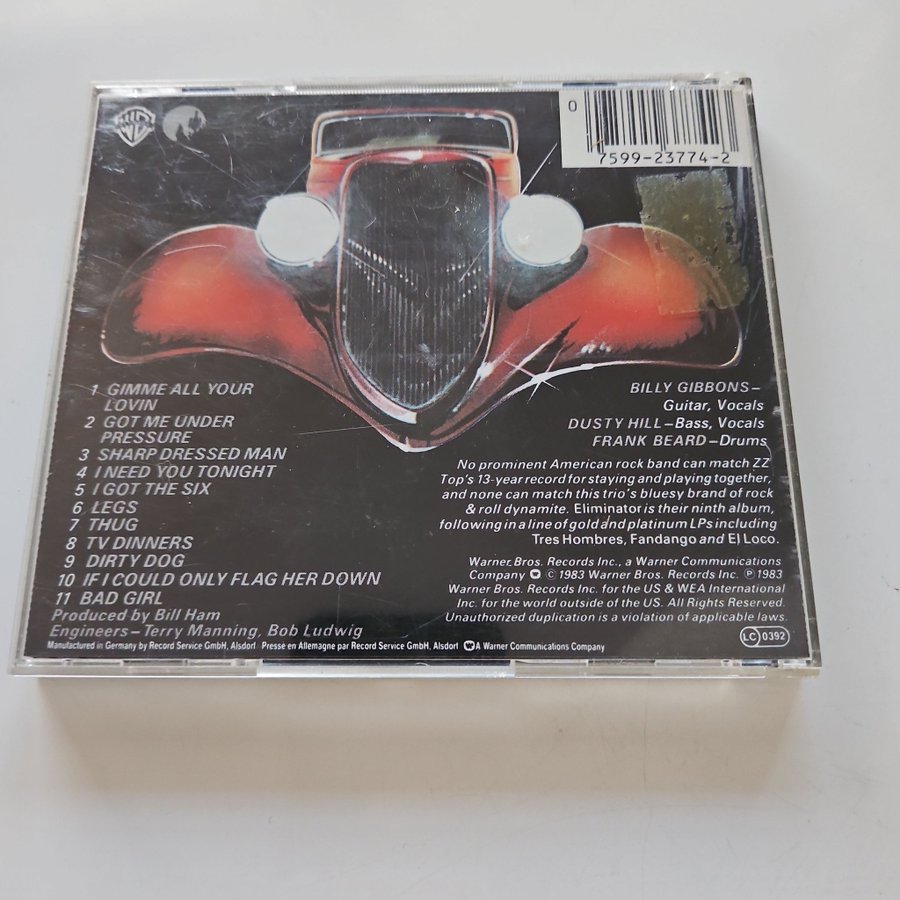 0
7599-23774-2
1 GIMME ALL YOUR
LOVIN
2 GOT ME UNDER
PRESSURE
3 SHARP DRESSED MAN
4 I NEED YOU TONIGHT
5 I GOT THE SIX
6 LEGS
7 THUG
8 TV DINNERS
9 DIRTY DOG
10 IF I COULD ONLY FLAG HER DOWN
11 BAD GIRL
Produced by Bill Ham
Engineers–Terry Manning, Bob Ludwig
BILLY GIBBONS–
Guitar, Vocals
DUSTY HILL–Bass, Vocals
FRANK BEARD–Drums
No prominent American rock band can match ZZ
Top's 13-year record for staying and playing together,
and none can match this trio's bluesy brand of rock
& roll dynamite. Eliminator is their ninth album,
following in a line of gold and platinum LPs including
Tres Hombres, Fandango and El Loco.
Warner Bros. Records Inc., a Warner Communications
Company © 1983 Warner Bros. Records Inc. ℗ 1983
Warner Bros. Records Inc. for the US & WEA International
Inc. for the world outside of the US. All Rights Reserved.
Unauthorized duplication is a violation of applicable laws.
LC 0392
Manufactured in Germany by Record Service GmbH, Alsdorf Pressé en Allemagne par Record Service GmbH, Alsdorf A Warner Communications Company